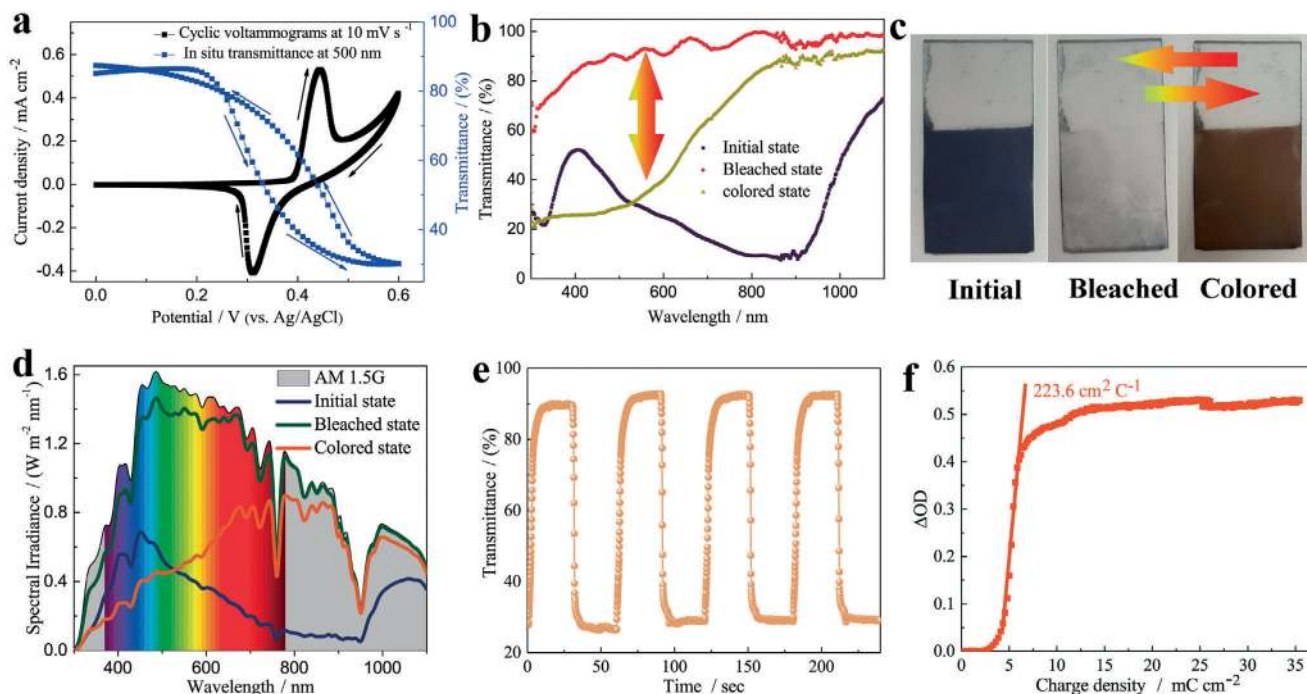 a
Cyclic voltammograms at 10 mV s⁻¹
In situ transmittance at 500 nm
Current density / mA cm⁻²
0.6
0.4
0.2
0.0
-0.2
-0.4
0.0 0.2 0.4 0.6
Potential / V (vs. Ag/AgCl)
100
80
60
40
Transmittance / (%)
b
Transmittance / (%)
100
80
60
40
20
0
Initial state
Bleached state
colored state
400 600 800 1000
Wavelength / nm
c
Initial Bleached Colored
d
Spectral Irradiance / (W m⁻² nm⁻¹)
1.6
1.2
0.8
0.4
0.0
AM 1.5G
Initial state
Bleached state
Colored state
400 600 800 1000
Wavelength / nm
e
Transmittance / (%)
100
80
60
40
20
0 50 100 150 200
Time / sec
f
ΔOD
0.6
0.5
0.4
0.3
0.2
0.1
0.0
223.6 cm² C⁻¹
0 5 10 15 20 25 30 35
Charge density / mC cm⁻²